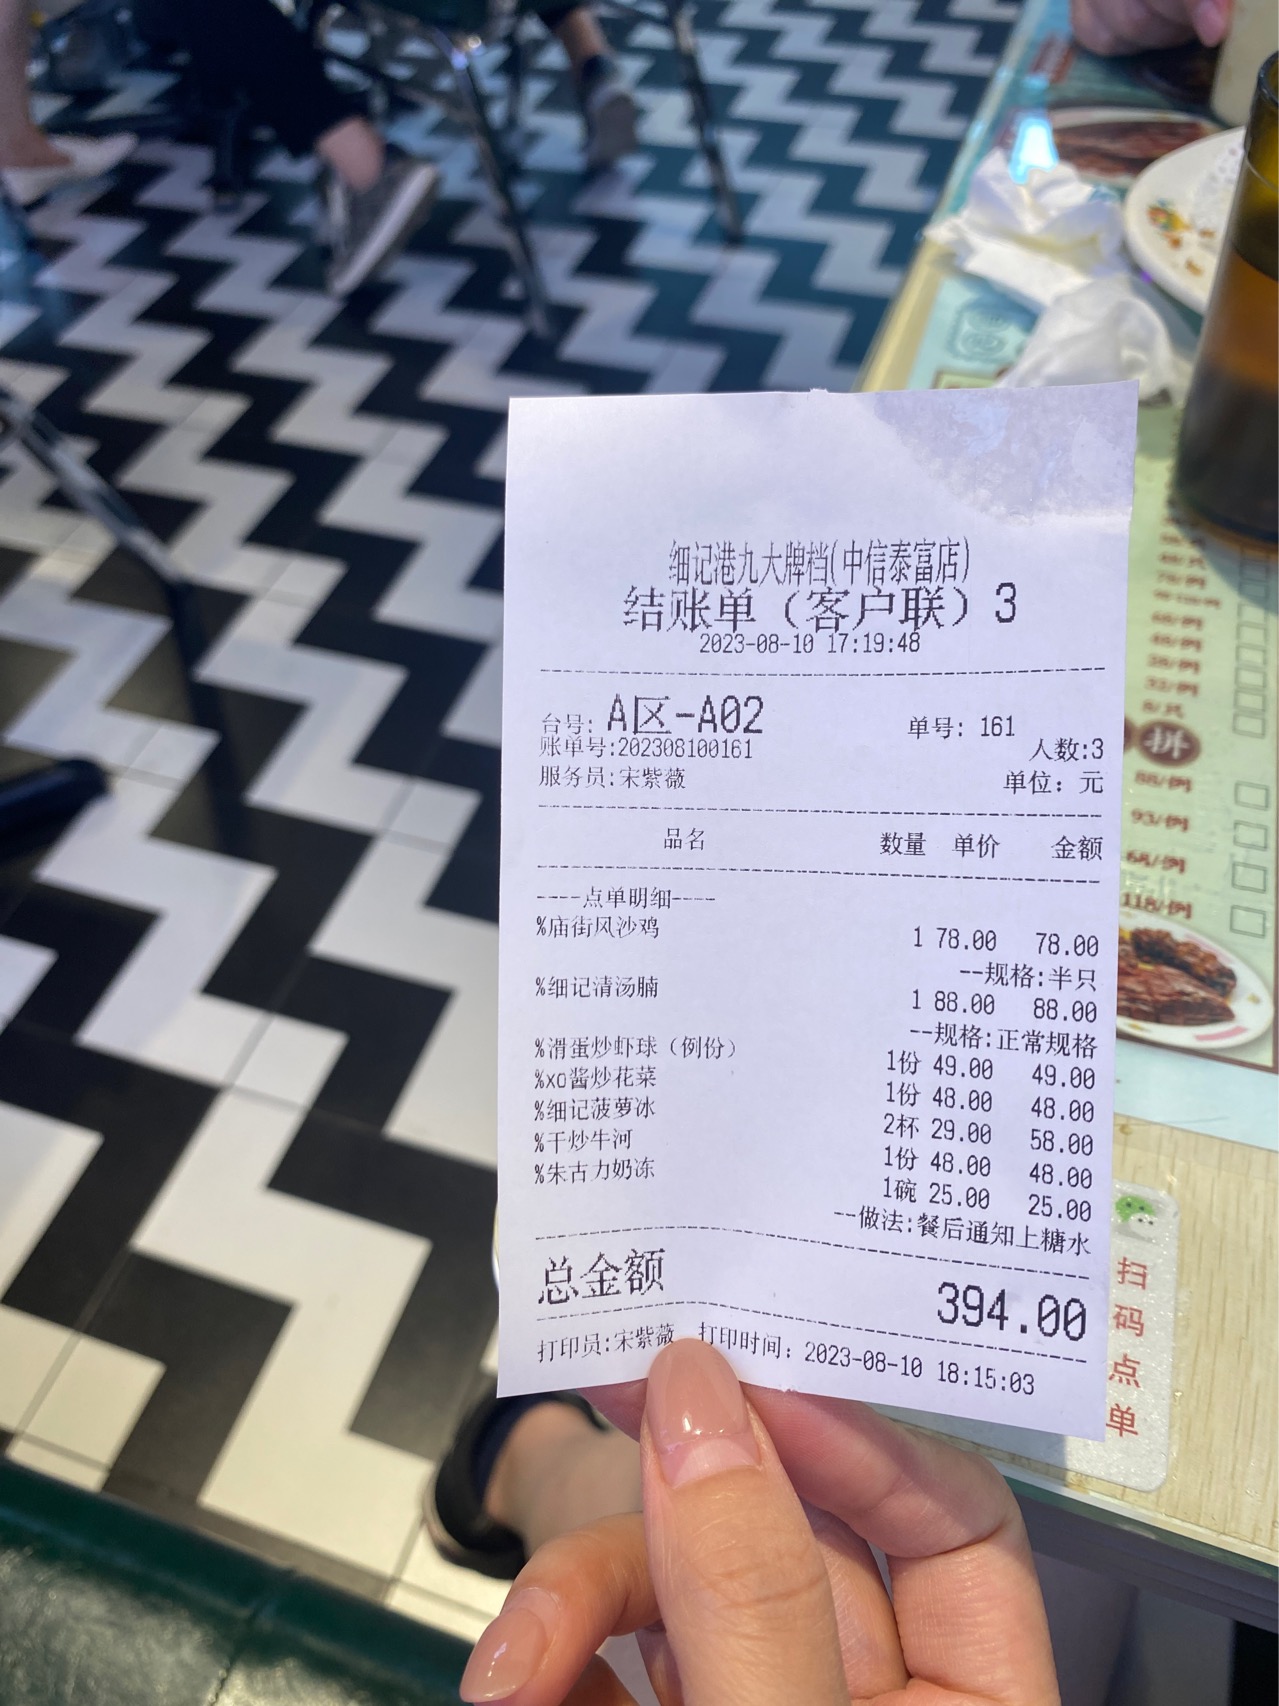 细记港九大牌档(中信泰富店)
结账单（客户联）3
2023-08-10 17:19:48
台号: A区-A02 单号: 161
账单号:202308100161 人数:3
服务员:宋紫薇 单位: 元
品名 数量 单价 金额
----点单明细----
%庙街风沙鸡 1 78.00 78.00
--规格:半只
%细记清汤腩 1 88.00 88.00
--规格:正常规格
%滑蛋炒虾球（例份） 1份 49.00 49.00
%xo酱炒花菜 1份 48.00 48.00
%细记菠萝冰 2杯 29.00 58.00
%干炒牛河 1份 48.00 48.00
%朱古力奶冻 1碗 25.00 25.00
--做法:餐后通知上糖水
总金额 394.00
打印员:宋紫薇 打印时间: 2023-08-10 18:15:03
拼
88/例
93/例
68/例
118/例
扫码点单